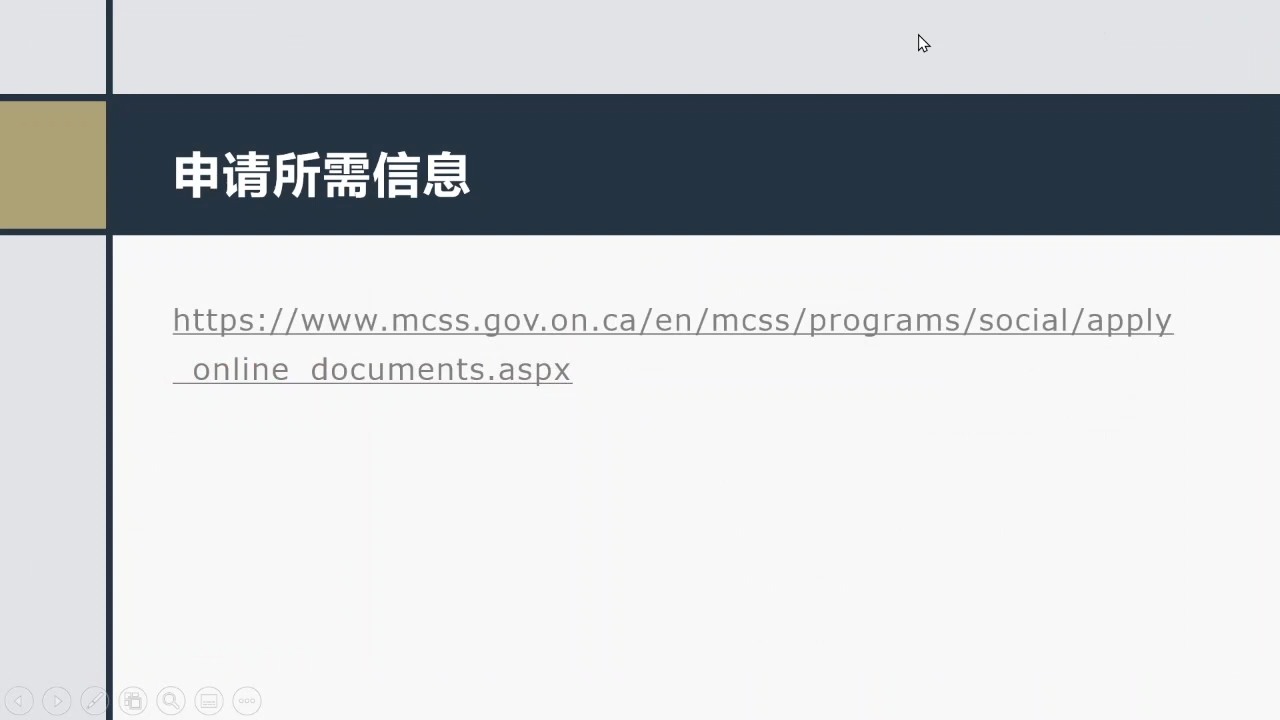 申请所需信息
https://www.mcss.gov.on.ca/en/mcss/programs/social/apply
_online_documents.aspx